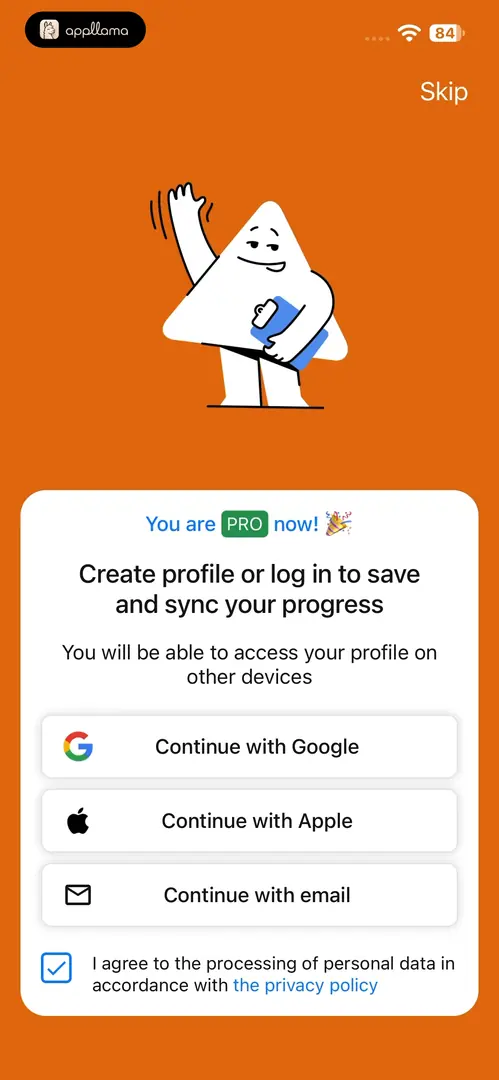 appllama
84
Skip
You are PRO now! 🎉
Create profile or log in to save
and sync your progress
You will be able to access your profile on
other devices
Continue with Google
Continue with Apple
Continue with email
I agree to the processing of personal data in
accordance with the privacy policy